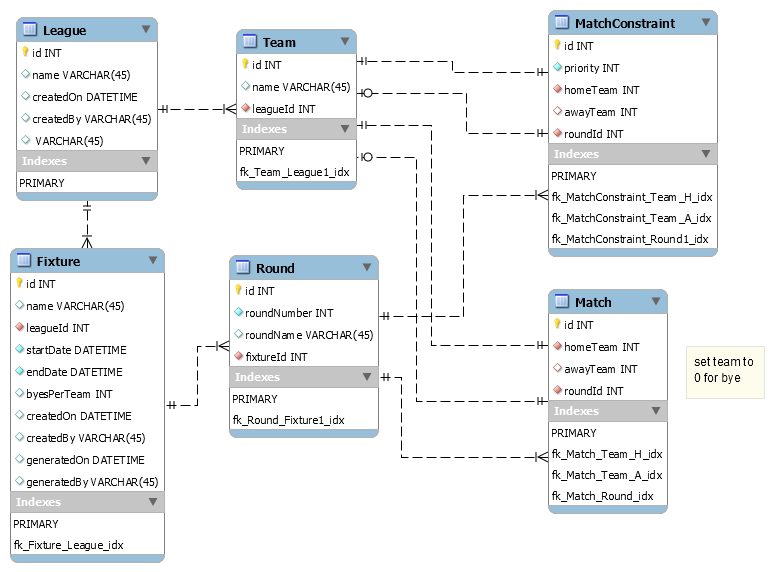 League
id INT
name VARCHAR(45)
createdOn DATETIME
createdBy VARCHAR(45)
VARCHAR(45)
Indexes
PRIMARY
Team
id INT
name VARCHAR(45)
leagueId INT
Indexes
PRIMARY
fk_Team_League1_idx
MatchConstraint
id INT
priority INT
homeTeam INT
awayTeam INT
roundId INT
Indexes
PRIMARY
fk_MatchConstraint_Team_H_idx
fk_MatchConstraint_Team_A_idx
fk_MatchConstraint_Round1_idx
Fixture
id INT
name VARCHAR(45)
leagueId INT
startDate DATETIME
endDate DATETIME
byesPerTeam INT
createdOn DATETIME
createdBy VARCHAR(45)
generatedOn DATETIME
generatedBy VARCHAR(45)
Indexes
PRIMARY
fk_Fixture_League_idx
Round
id INT
roundNumber INT
roundName VARCHAR(45)
fixtureId INT
Indexes
PRIMARY
fk_Round_Fixture1_idx
Match
id INT
homeTeam INT
awayTeam INT
roundId INT
Indexes
PRIMARY
fk_Match_Team_H_idx
fk_Match_Team_A_idx
fk_Match_Round_idx
set team to
0 for bye